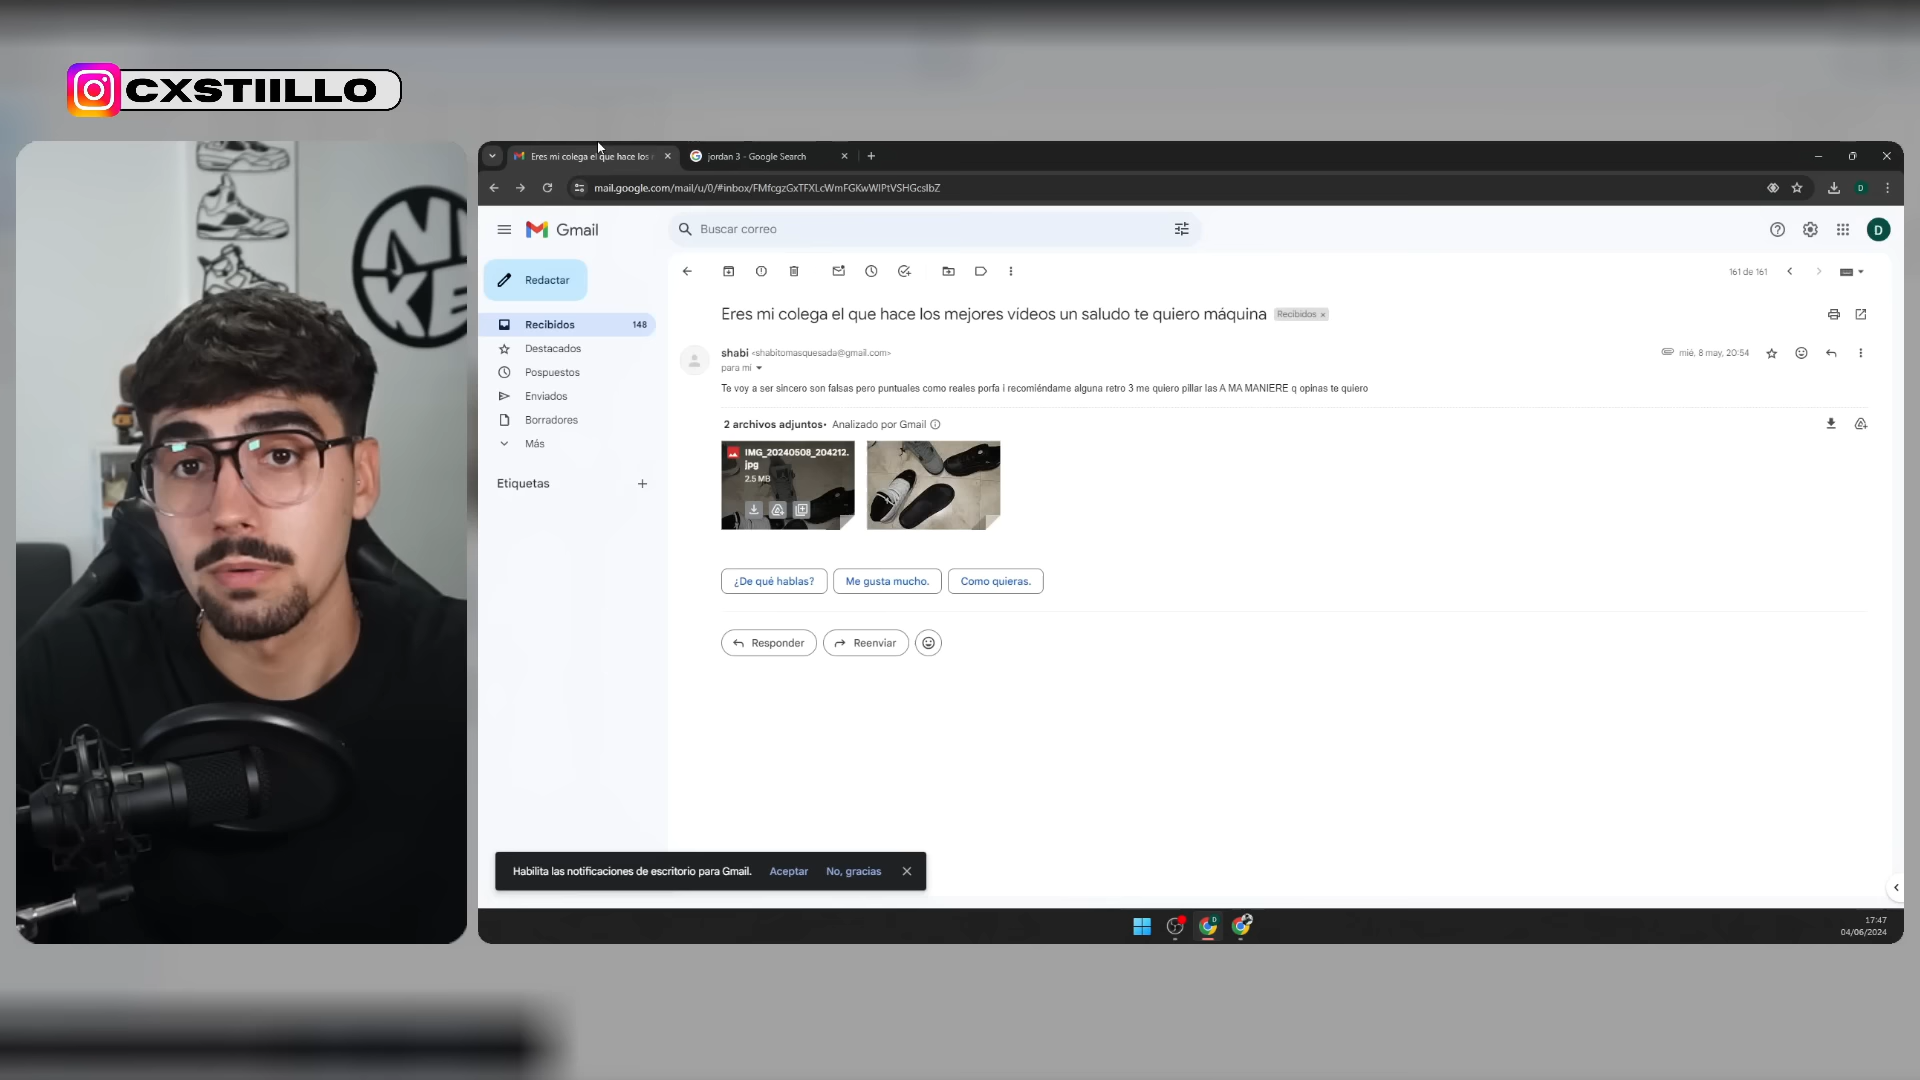 CXSTIILLO
Eres mi colega el que hace los
jordan 3 - Google Search
mail.google.com/mail/u/0/#inbox/FMfcgzGxTFXLcWmFGKwWlPtVSHGcslbZ
D
Gmail
Buscar correo
D
Redactar
161 de 161
Recibidos 148
Destacados
Pospuestos
Enviados
Borradores
Más
Etiquetas
Eres mi colega el que hace los mejores videos un saludo te quiero máquina
Recibidos x
shabi <shabitomasquesada@gmail.com>
mié, 8 may, 20:54
para mí
Te voy a ser sincero son falsas pero puntuales como reales porfa i recomiéndame alguna retro 3 me quiero pillar las A MA MANIERE q opinas te quiero
2 archivos adjuntos • Analizado por Gmail
IMG_20240508_204212.
jpg
2.5 MB
¿De qué hablas?
Me gusta mucho.
Como quieras.
Responder
Reenviar
Habilita las notificaciones de escritorio para Gmail. Aceptar No, gracias
17:47
04/06/2024